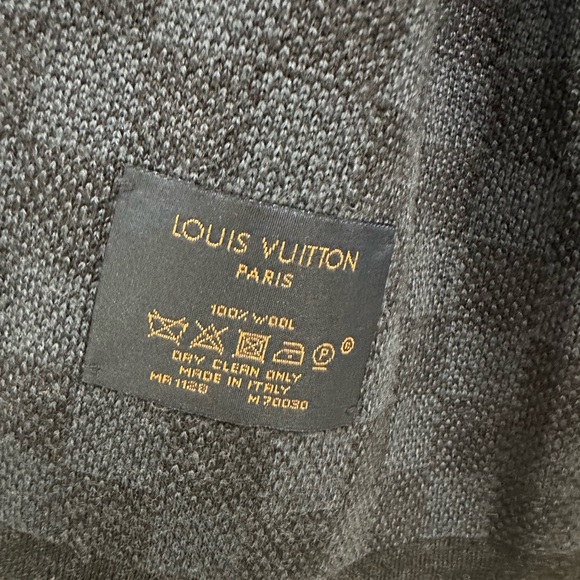 LOUIS VUITTON
PARIS
100% WOOL
P D
DRY CLEAN ONLY
MADE IN ITALY
MA1128 M70030